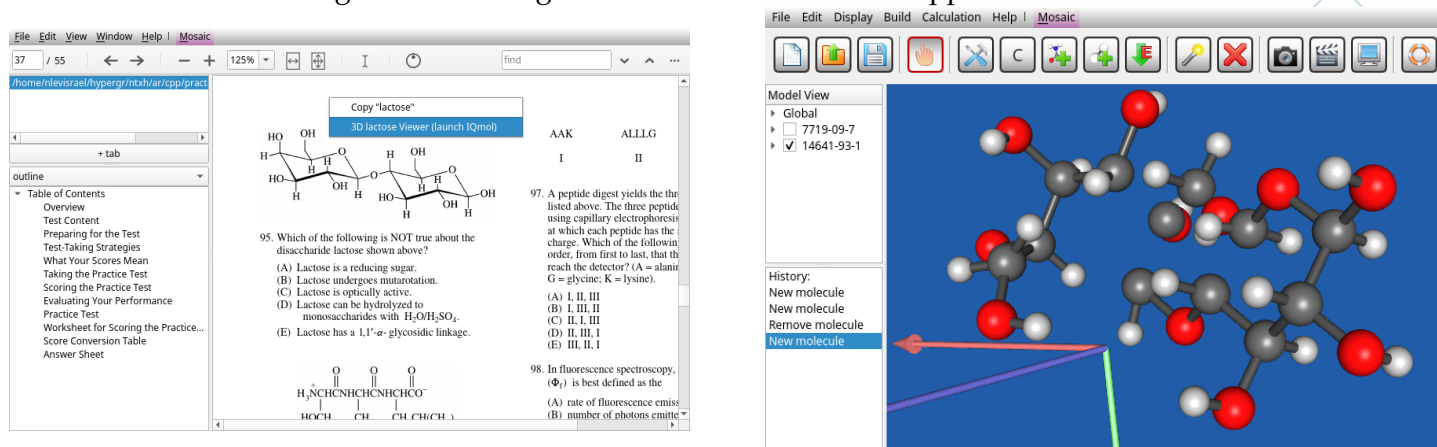 File Edit View Window Help | Mosaic
37 / 55 125% find
/home/nlevisrael/hypergr/ntxh/ar/cpp/pract
+ tab
outline
Table of Contents
Overview
Test Content
Preparing for the Test
Test-Taking Strategies
What Your Scores Mean
Taking the Practice Test
Scoring the Practice Test
Evaluating Your Performance
Practice Test
Worksheet for Scoring the Practice...
Score Conversion Table
Answer Sheet
Copy "lactose"
3D lactose Viewer (launch IQmol)
HO OH
H O H OH
H
HO OH O H O
H H OH
HO OH H
H H
95. Which of the following is NOT true about the
disaccharide lactose shown above?
(A) Lactose is a reducing sugar.
(B) Lactose undergoes mutarotation.
(C) Lactose is optically active.
(D) Lactose can be hydrolyzed to
monosaccharides with H₂O/H₂SO₄.
(E) Lactose has a 1,1′-α- glycosidic linkage.
O O O
H₃NCHCNHCHCNHCHCO⁻
HOCH
AAK ALLLG
I II
97. A peptide digest yields the
listed above. The three peptide
using capillary electrophoresis
at which each peptide has the
charge. Which of the following
order, from first to last, that
reach the detector? (A =
G = glycine; K = lysine).
(A) I, II, III
(B) I, III, II
(C) II, I, III
(D) II, III, I
(E) III, II, I
98. In fluorescence spectroscopy,
(Φf) is best defined as the
(A) rate of fluorescence
(B) number of photons
File Edit Display Build Calculation Help | Mosaic
C
Model View
Global
7719-09-7
14641-93-1
History:
New molecule
New molecule
Remove molecule
New molecule